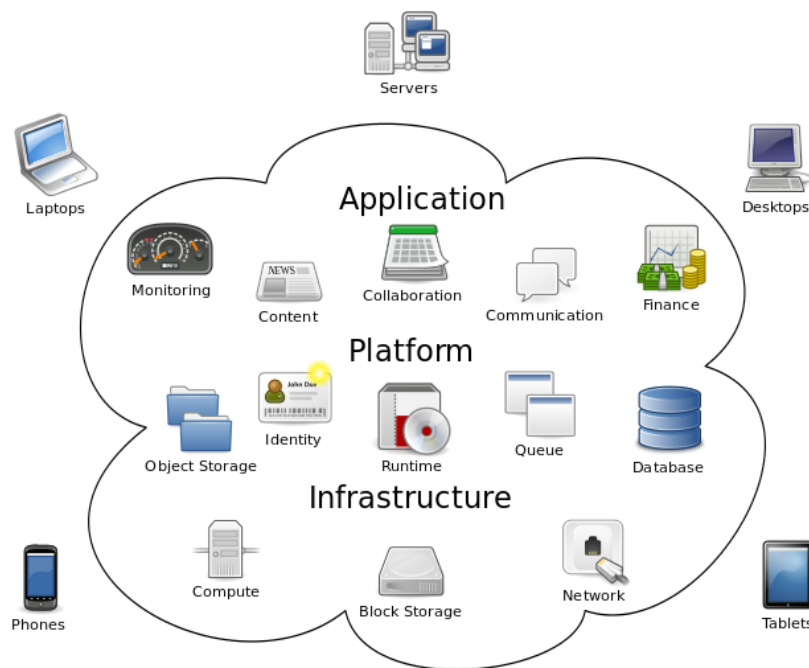 Servers
Laptops
Desktops
Application
Monitoring
NEWS
Content
Collaboration
Communication
Finance
Platform
Object Storage
John Doe
Identity
Runtime
Queue
Database
Infrastructure
Compute
Block Storage
Network
Phones
Tablets